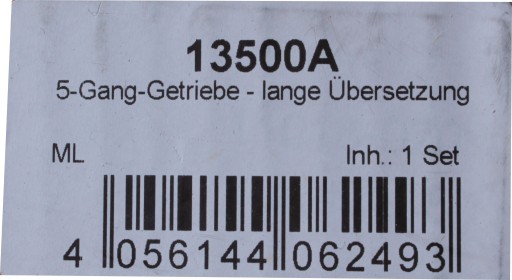 13500A
5-Gang-Getriebe - lange Übersetzung
ML Inh.: 1 Set
4 056144 062493